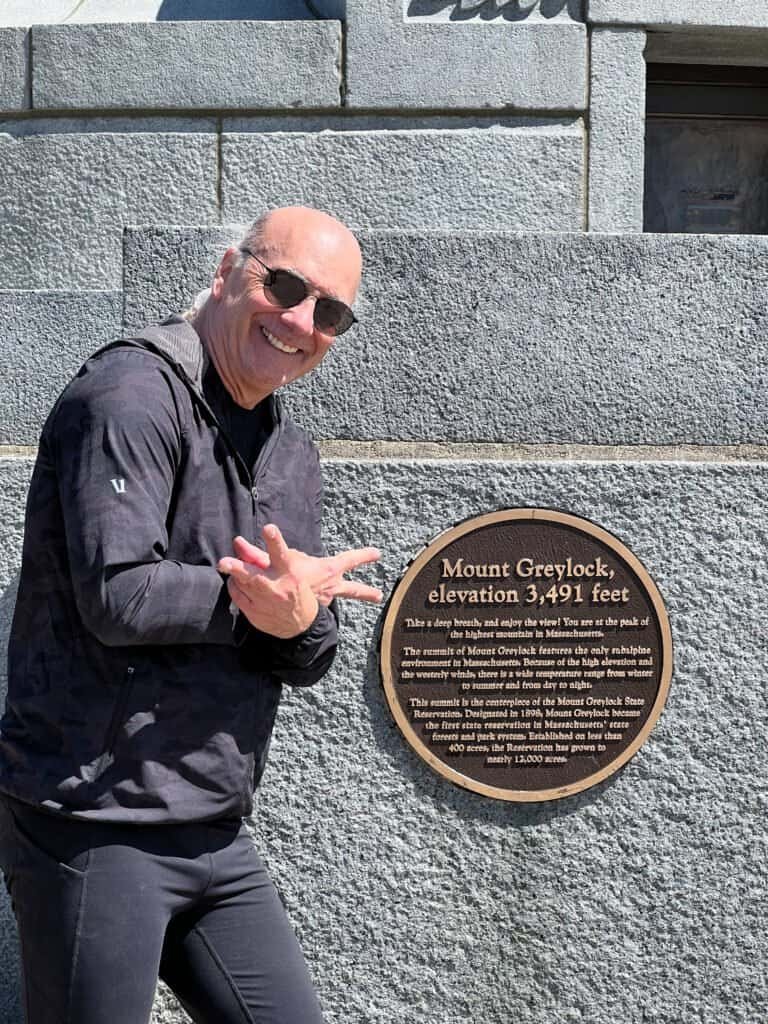 Mount Greylock,
elevation 3,491 feet
Take a deep breath, and enjoy the view! You are at the peak of
the highest mountain in Massachusetts.
The summit of Mount Greylock features the only subalpine
environment in Massachusetts. Because of the high elevation and
the westerly winds, there is a wide temperature range from winter
to summer and from day to night.
This summit is the centerpiece of the Mount Greylock State
Reservation. Designated in 1898, Mount Greylock became
the first state reservation in Massachusetts' state
forests and park system. Established on less than
400 acres, the Reservation has grown to
nearly 12,000 acres.